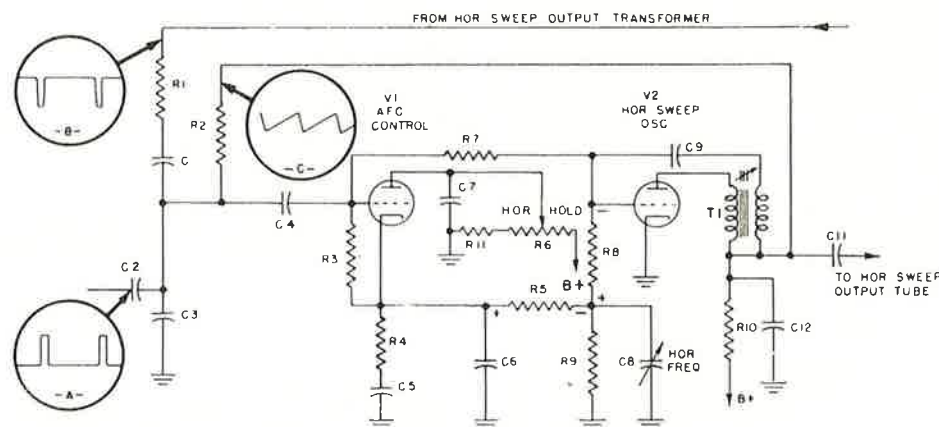 FROM HOR SWEEP OUTPUT TRANSFORMER
-B-
R1
R2
C
-C-
V1
AFC
CONTROL
R7
V2
HOR SWEEP
OSC
C9
C7
HOR HOLD
R11
R6
B+
C4
R3
R8
T1
C11
TO HOR SWEEP
OUTPUT TUBE
C2
C3
-A-
R4
C5
C6
+
R5
-
+
-
R9
C8
HOR
FREQ
R10
C12
B+